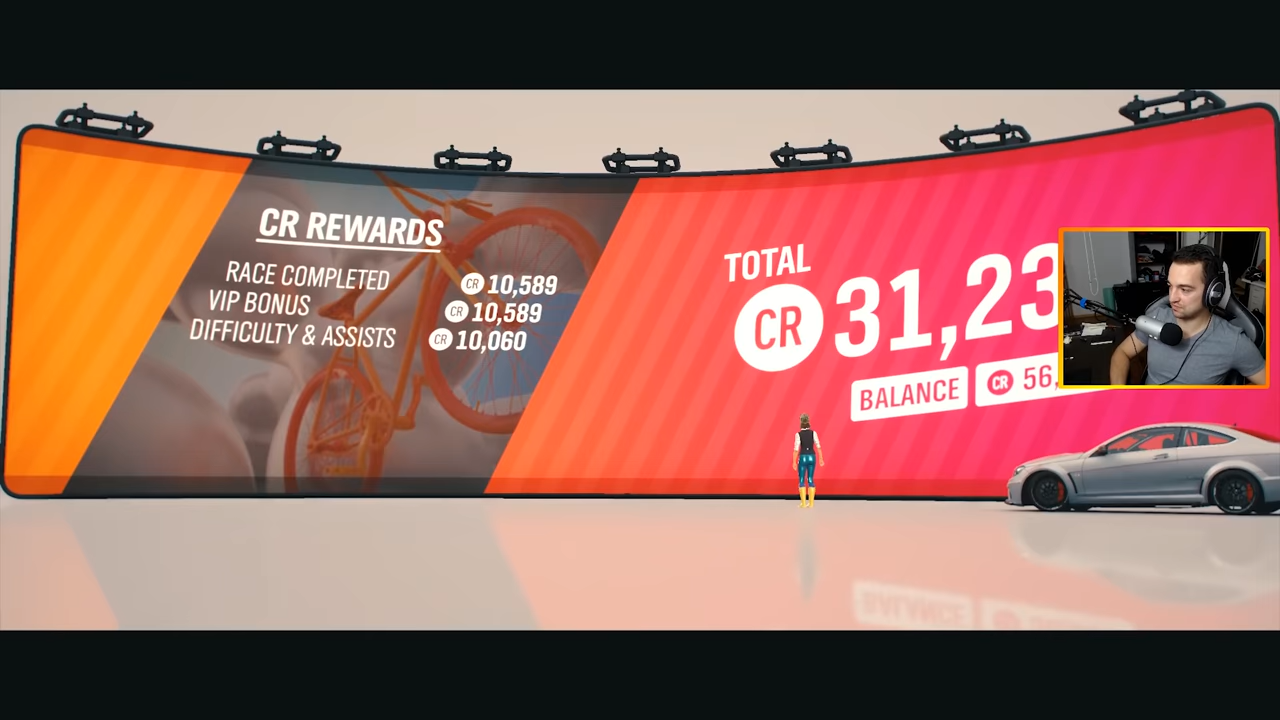 CR REWARDS
RACE COMPLETED CR 10,589
VIP BONUS CR 10,589
DIFFICULTY & ASSISTS CR 10,060
TOTAL
CR 31,23
BALANCE CR 56,
BALANCE